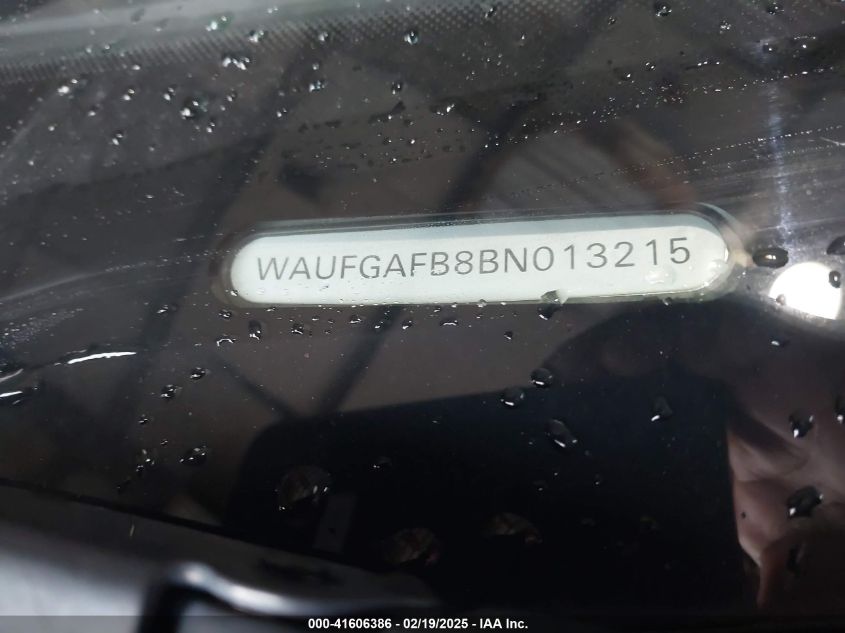 WAUFGAFB8BN013215
000-41606386 - 02/19/2025 - IAA Inc.